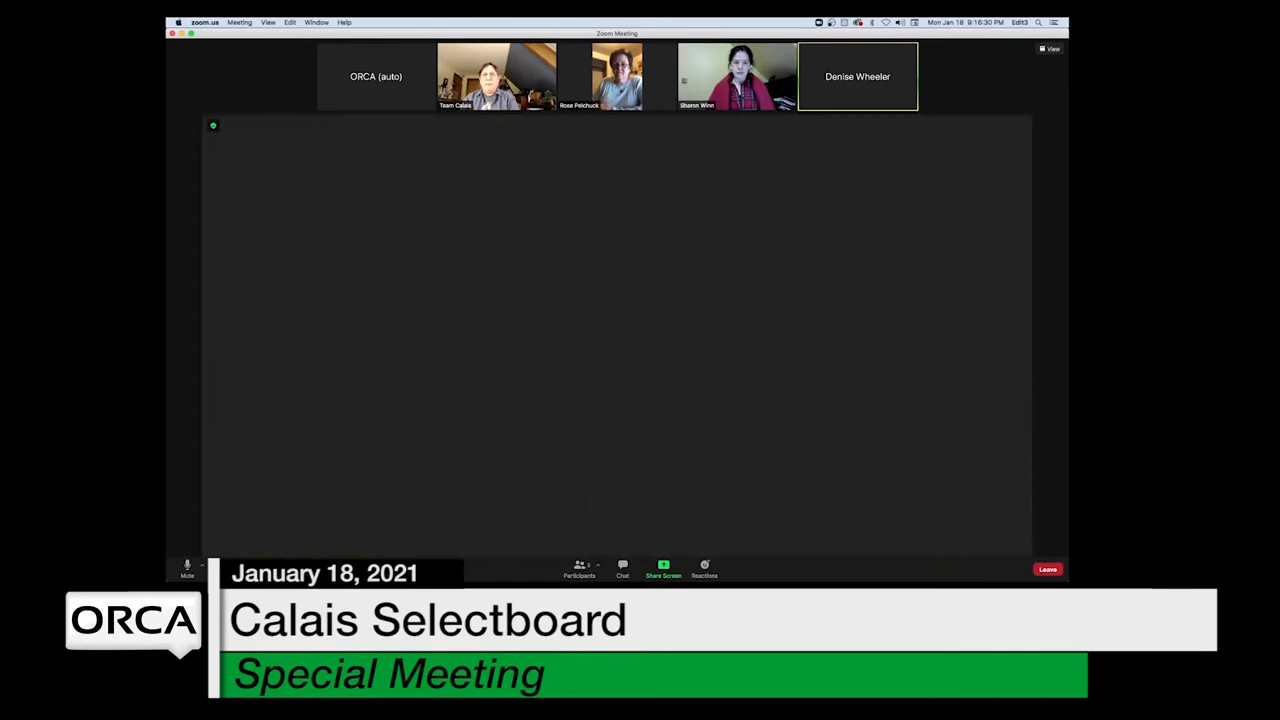 zoom.us Meeting View Edit Window Help Mon Jan 18 9:16:30 PM Edit3
Zoom Meeting
View
ORCA (auto)
Denise Wheeler
Team Calais
Rose Pelchuck
Sharon Winn
Mute
Participants
5
Chat
Share Screen
Reactions
Leave
January 18, 2021
ORCA
Calais Selectboard
Special Meeting